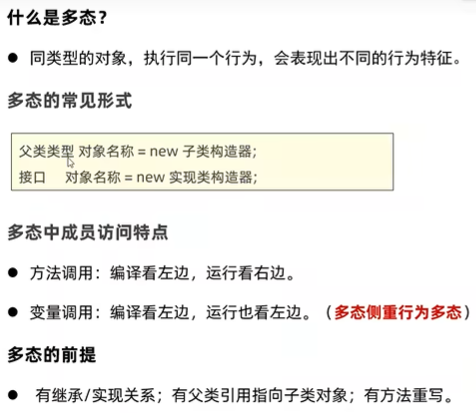 什么是多态？
● 同类型的对象，执行同一个行为，会表现出不同的行为特征。
多态的常见形式
父类类型 对象名称 = new 子类构造器;
接口 对象名称 = new 实现类构造器;
多态中成员访问特点
● 方法调用：编译看左边，运行看右边。
● 变量调用：编译看左边，运行也看左边。（多态侧重行为多态）
多态的前提
● 有继承/实现关系；有父类引用指向子类对象；有方法重写。